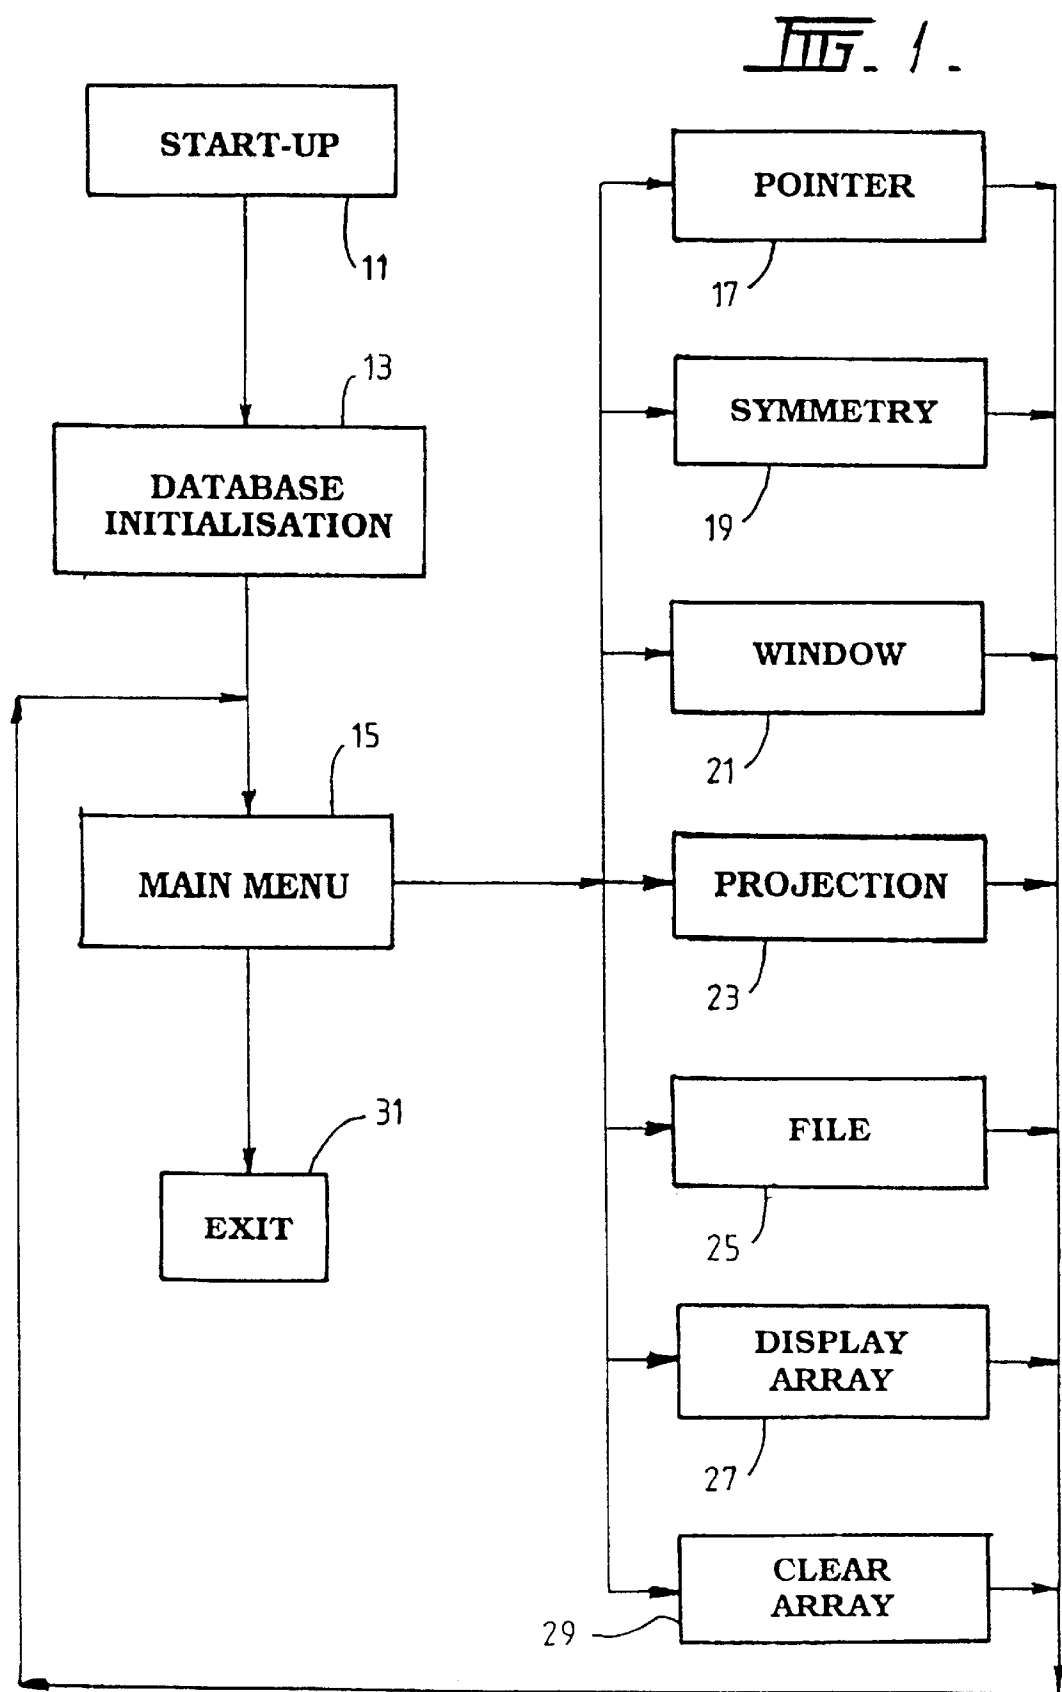 FIG. 1.
START-UP
11
13
DATABASE
INITIALISATION
15
MAIN MENU
31
EXIT
POINTER
17
SYMMETRY
19
WINDOW
21
PROJECTION
23
FILE
25
DISPLAY
ARRAY
27
CLEAR
ARRAY
29